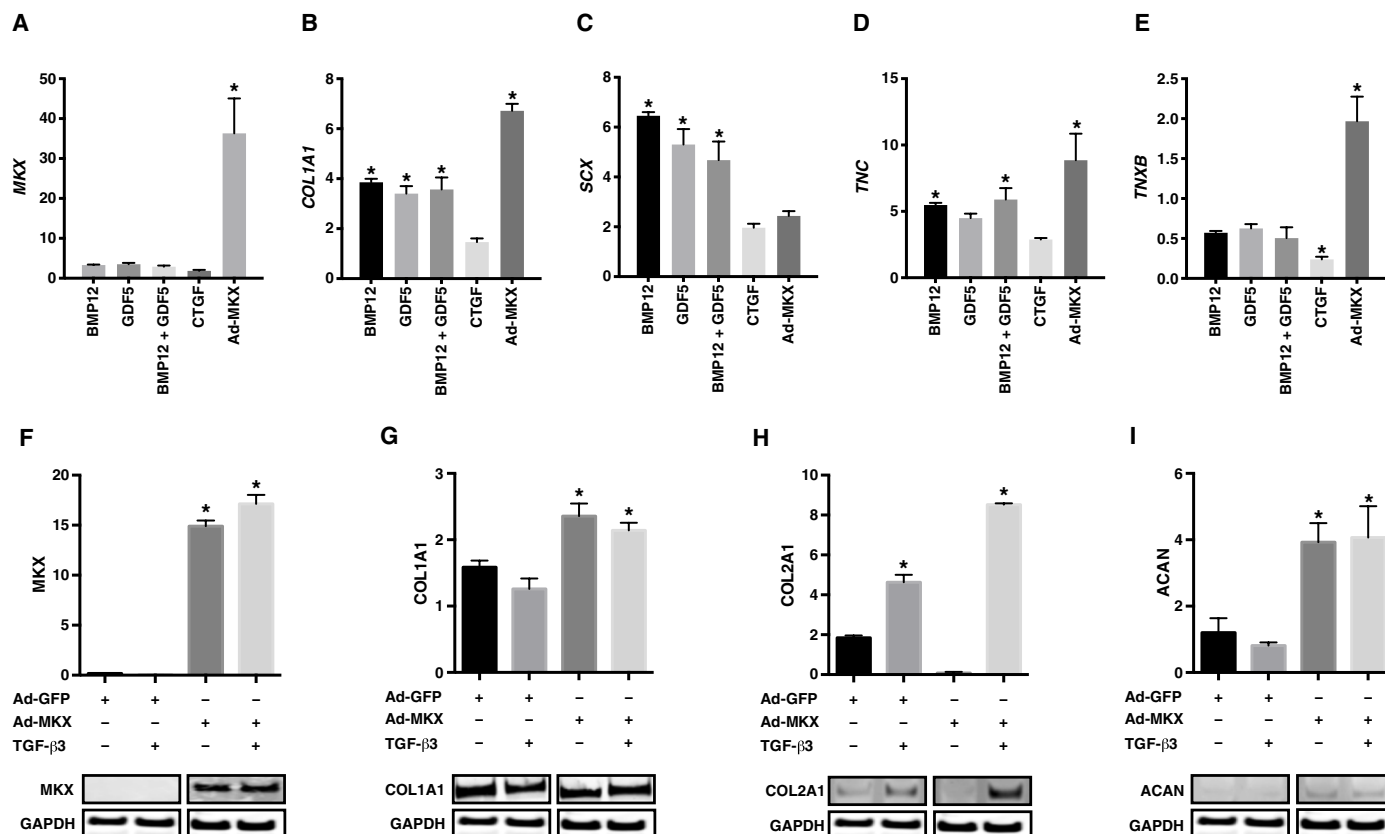 A
B
C
D
E
MKX
50
40
30
20
10
0
*
BMP12
GDF5
BMP12 + GDF5
CTGF
Ad-MKX
COL1A1
8
6
4
2
0
* * * *
BMP12
GDF5
BMP12 + GDF5
CTGF
Ad-MKX
SCX
8
6
4
2
0
* * *
BMP12
GDF5
BMP12 + GDF5
CTGF
Ad-MKX
TNC
15
10
5
0
* * *
BMP12
GDF5
BMP12 + GDF5
CTGF
Ad-MKX
TNXB
2.5
2.0
1.5
1.0
0.5
0.0
* *
BMP12
GDF5
BMP12 + GDF5
CTGF
Ad-MKX
F
G
H
I
MKX
20
15
10
5
0
* *
Ad-GFP + + – –
Ad-MKX – – + +
TGF-β3 – + – +
MKX
GAPDH
COL1A1
3
2
1
0
* *
Ad-GFP + + – –
Ad-MKX – – + +
TGF-β3 – + – +
COL1A1
GAPDH
COL2A1
10
8
6
4
2
0
* *
Ad-GFP + + – –
Ad-MKX – – + +
TGF-β3 – + – +
COL2A1
GAPDH
ACAN
6
4
2
0
* *
Ad-GFP + + – –
Ad-MKX – – + +
TGF-β3 – + – +
ACAN
GAPDH